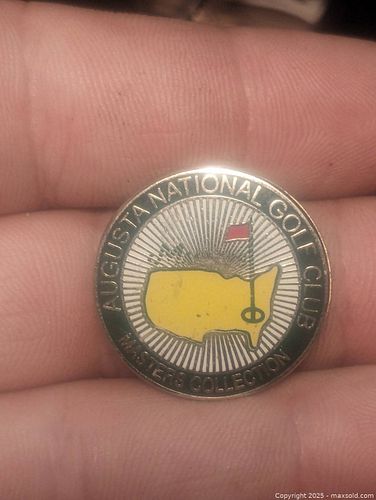 AUGUSTA NATIONAL GOLF CLUB
MASTERS COLLECTION
Copyright © 2025 - maxsold.com